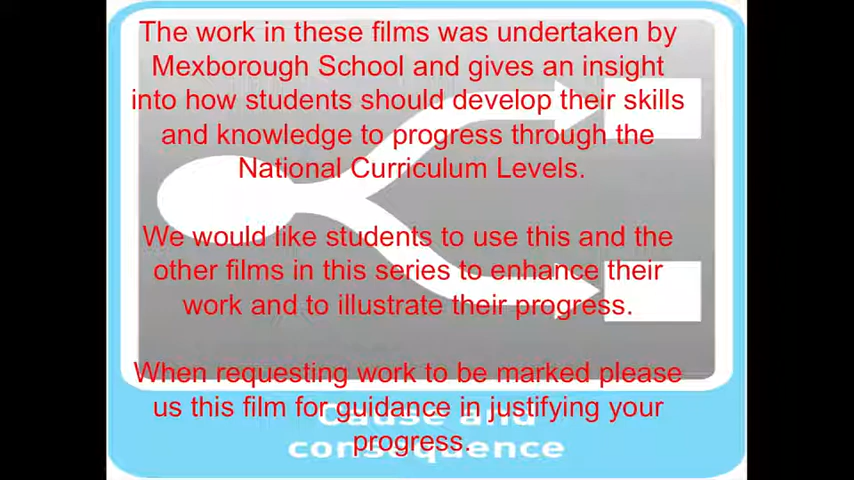 The work in these films was undertaken by
Mexborough School and gives an insight
into how students should develop their skills
and knowledge to progress through the
National Curriculum Levels.
We would like students to use this and the
other films in this series to enhance their
work and to illustrate their progress.
When requesting work to be marked please
us this film for guidance in justifying your
progress.
Cause and
consequence